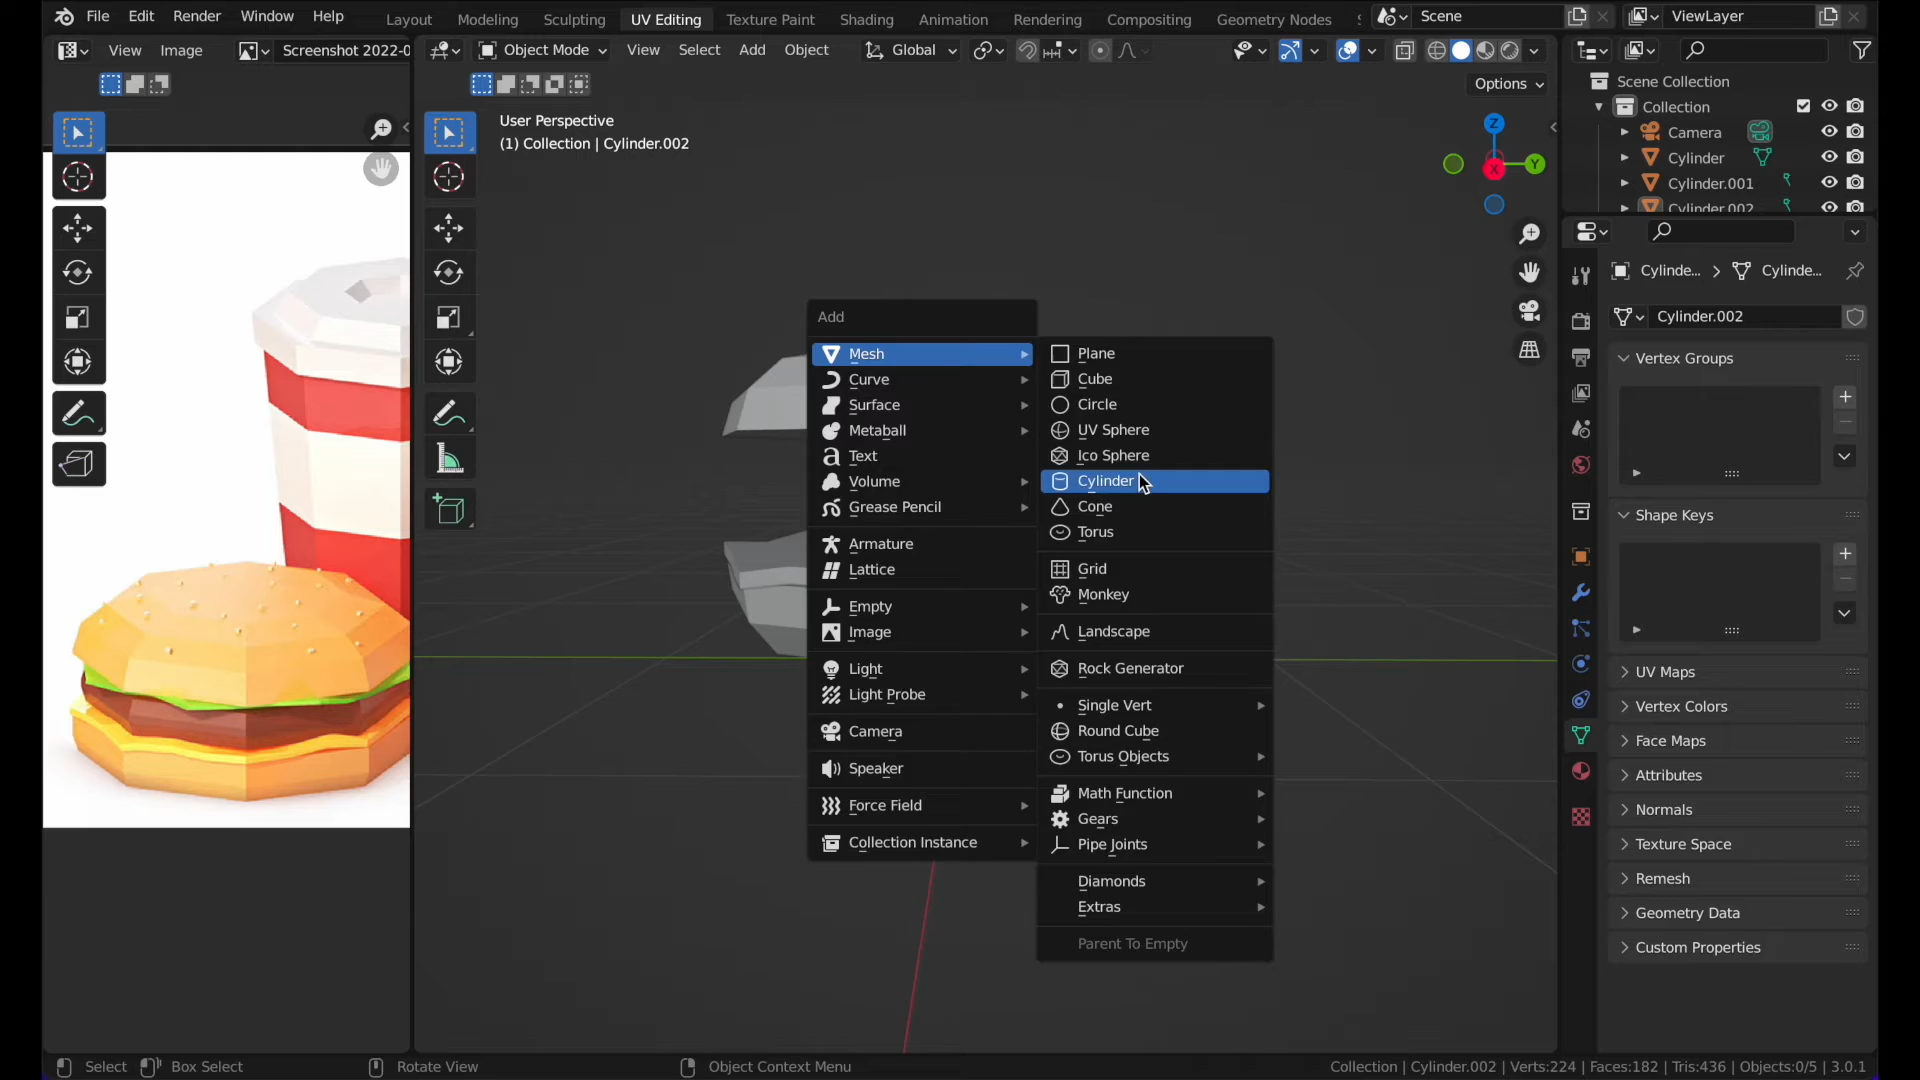 File Edit Render Window Help
Layout Modeling Sculpting UV Editing Texture Paint Shading Animation Rendering Compositing Geometry Nodes
Scene
ViewLayer
View Image Screenshot 2022-0
Object Mode View Select Add Object Global
Options
User Perspective
(1) Collection | Cylinder.002
Z
Y
X
Add
Mesh
Curve
Surface
Metaball
Text
Volume
Grease Pencil
Armature
Lattice
Empty
Image
Light
Light Probe
Camera
Speaker
Force Field
Collection Instance
Plane
Cube
Circle
UV Sphere
Ico Sphere
Cylinder
Cone
Torus
Grid
Monkey
Landscape
Rock Generator
Single Vert
Round Cube
Torus Objects
Math Function
Gears
Pipe Joints
Diamonds
Extras
Parent To Empty
Scene Collection
Collection
Camera
Cylinder
Cylinder.001
Cylinder.002
Cylinde... Cylinde...
Cylinder.002
Vertex Groups
Shape Keys
UV Maps
Vertex Colors
Face Maps
Attributes
Normals
Texture Space
Remesh
Geometry Data
Custom Properties
Select Box Select Rotate View Object Context Menu
Collection | Cylinder.002 | Verts:224 | Faces:182 | Tris:436 | Objects:0/5 | 3.0.1